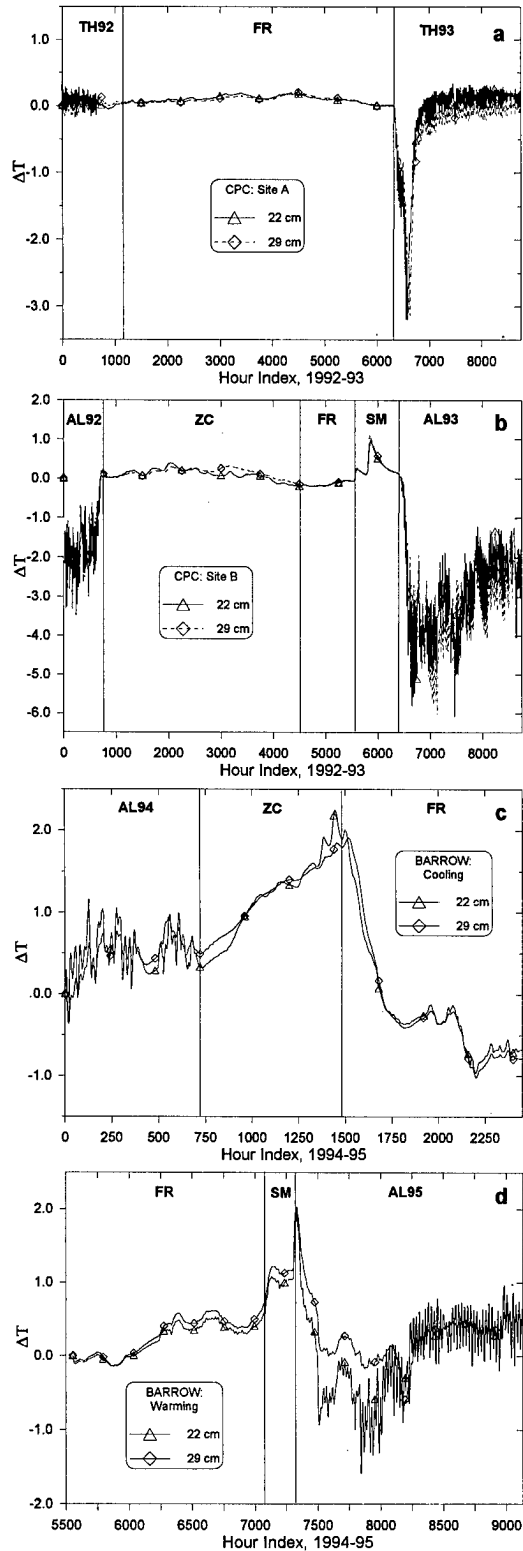 TH92 FR TH93 a
1.0
0.0
-1.0
-2.0
-3.0
ΔT
CPC: Site A
22 cm
29 cm
0 1000 2000 3000 4000 5000 6000 7000 8000
Hour Index, 1992-93
2.0
AL92 ZC FR SM AL93 b
1.0
0.0
-1.0
-2.0
-3.0
-4.0
-5.0
-6.0
ΔT
CPC: Site B
22 cm
29 cm
0 1000 2000 3000 4000 5000 6000 7000 8000
Hour Index, 1992-93
AL94 ZC FR c
2.0
1.0
.0.0
-1.0
ΔT
BARROW:
Cooling
22 cm
29 cm
0 250 500 750 1000 1250 1500 1750 2000 2250
Hour Index, 1994-95
FR SM AL95 d
2.0
1.0
0.0
-1.0
-2.0
ΔT
BARROW:
Warming
22 cm
29 cm
5500 6000 6500 7000 7500 8000 8500 9000
Hour Index, 1994-95